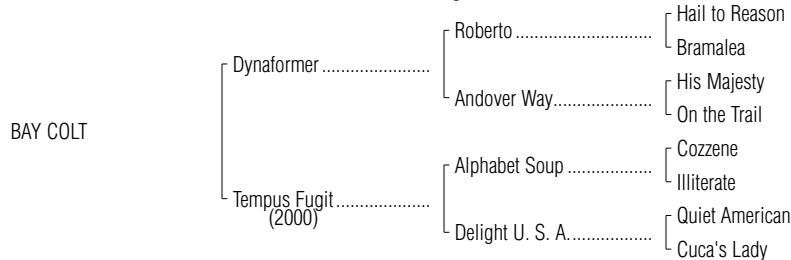 Hail to Reason
Roberto ............................
Bramalea
Dynaformer ......................
His Majesty
Andover Way....................
On the Trail
BAY COLT
Cozzene
Alphabet Soup .................
Illiterate
Tempus Fugit...................
(2000)
Quiet American
Delight U. S. A.................
Cuca's Lady